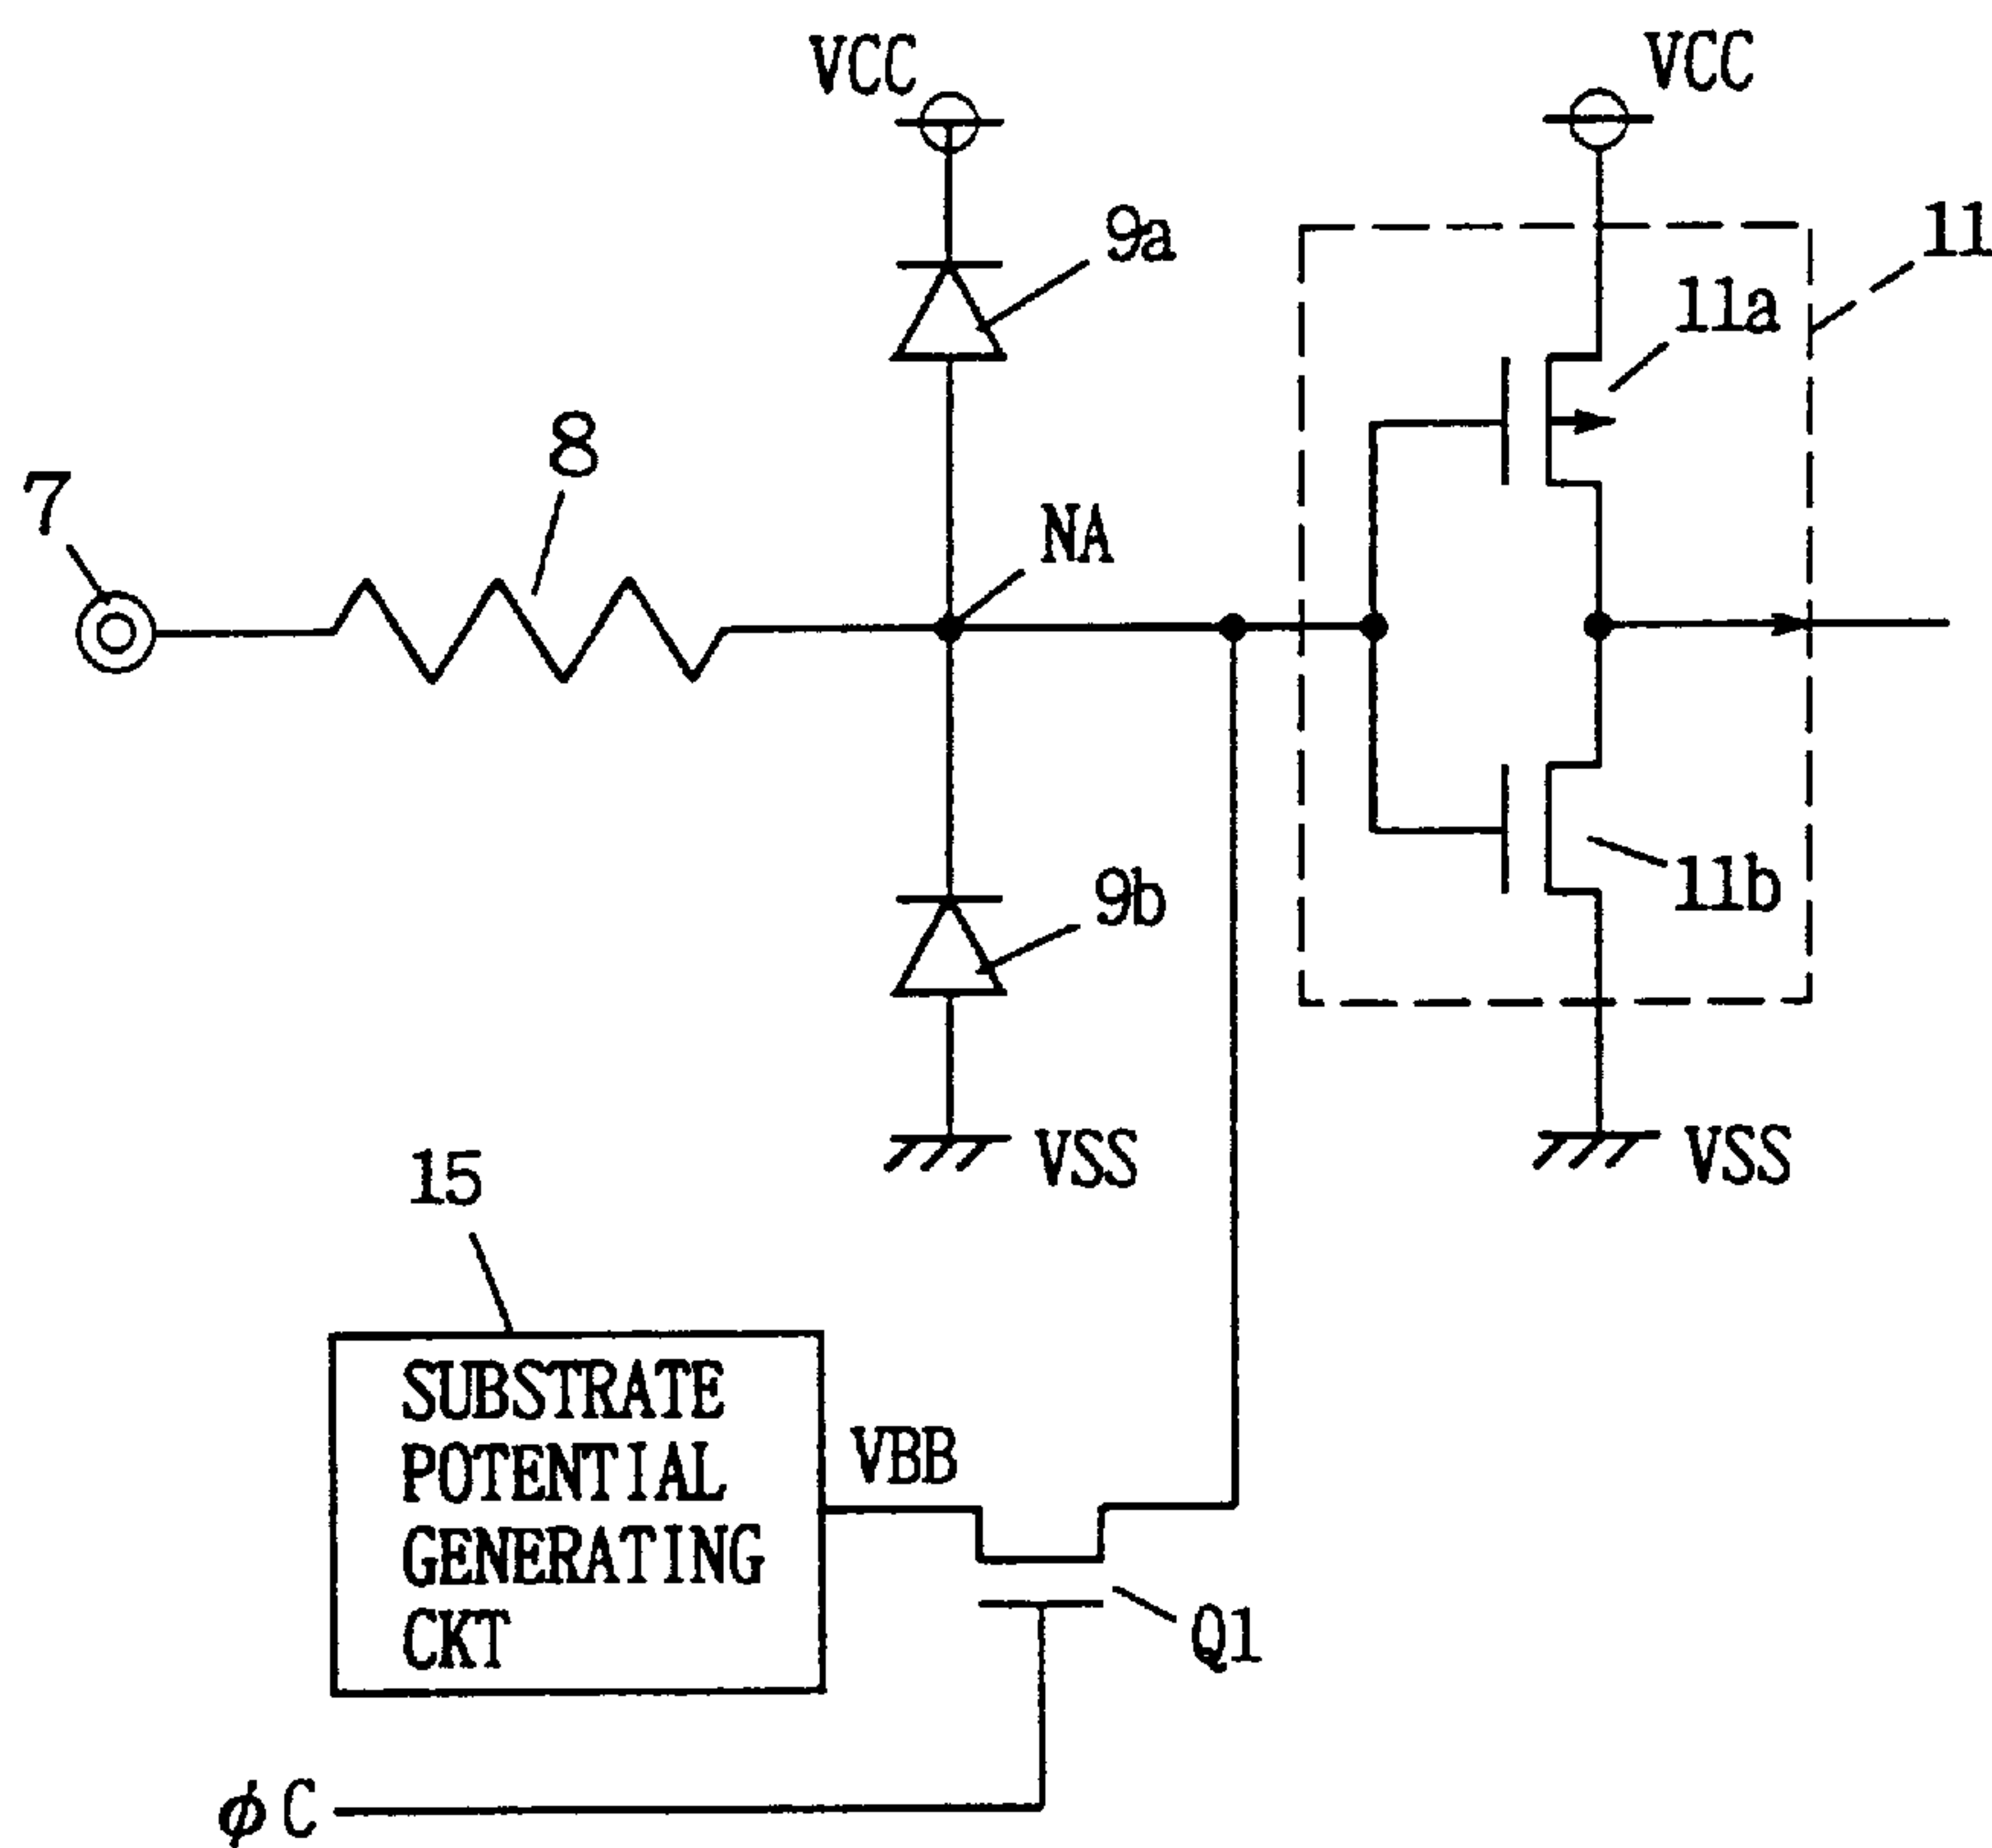 VCC
VCC
9a
11
11a
8
7
NA
9b
11b
VSS
VSS
15
SUBSTRATE
POTENTIAL
GENERATING
CKT
VBB
Q1
φC